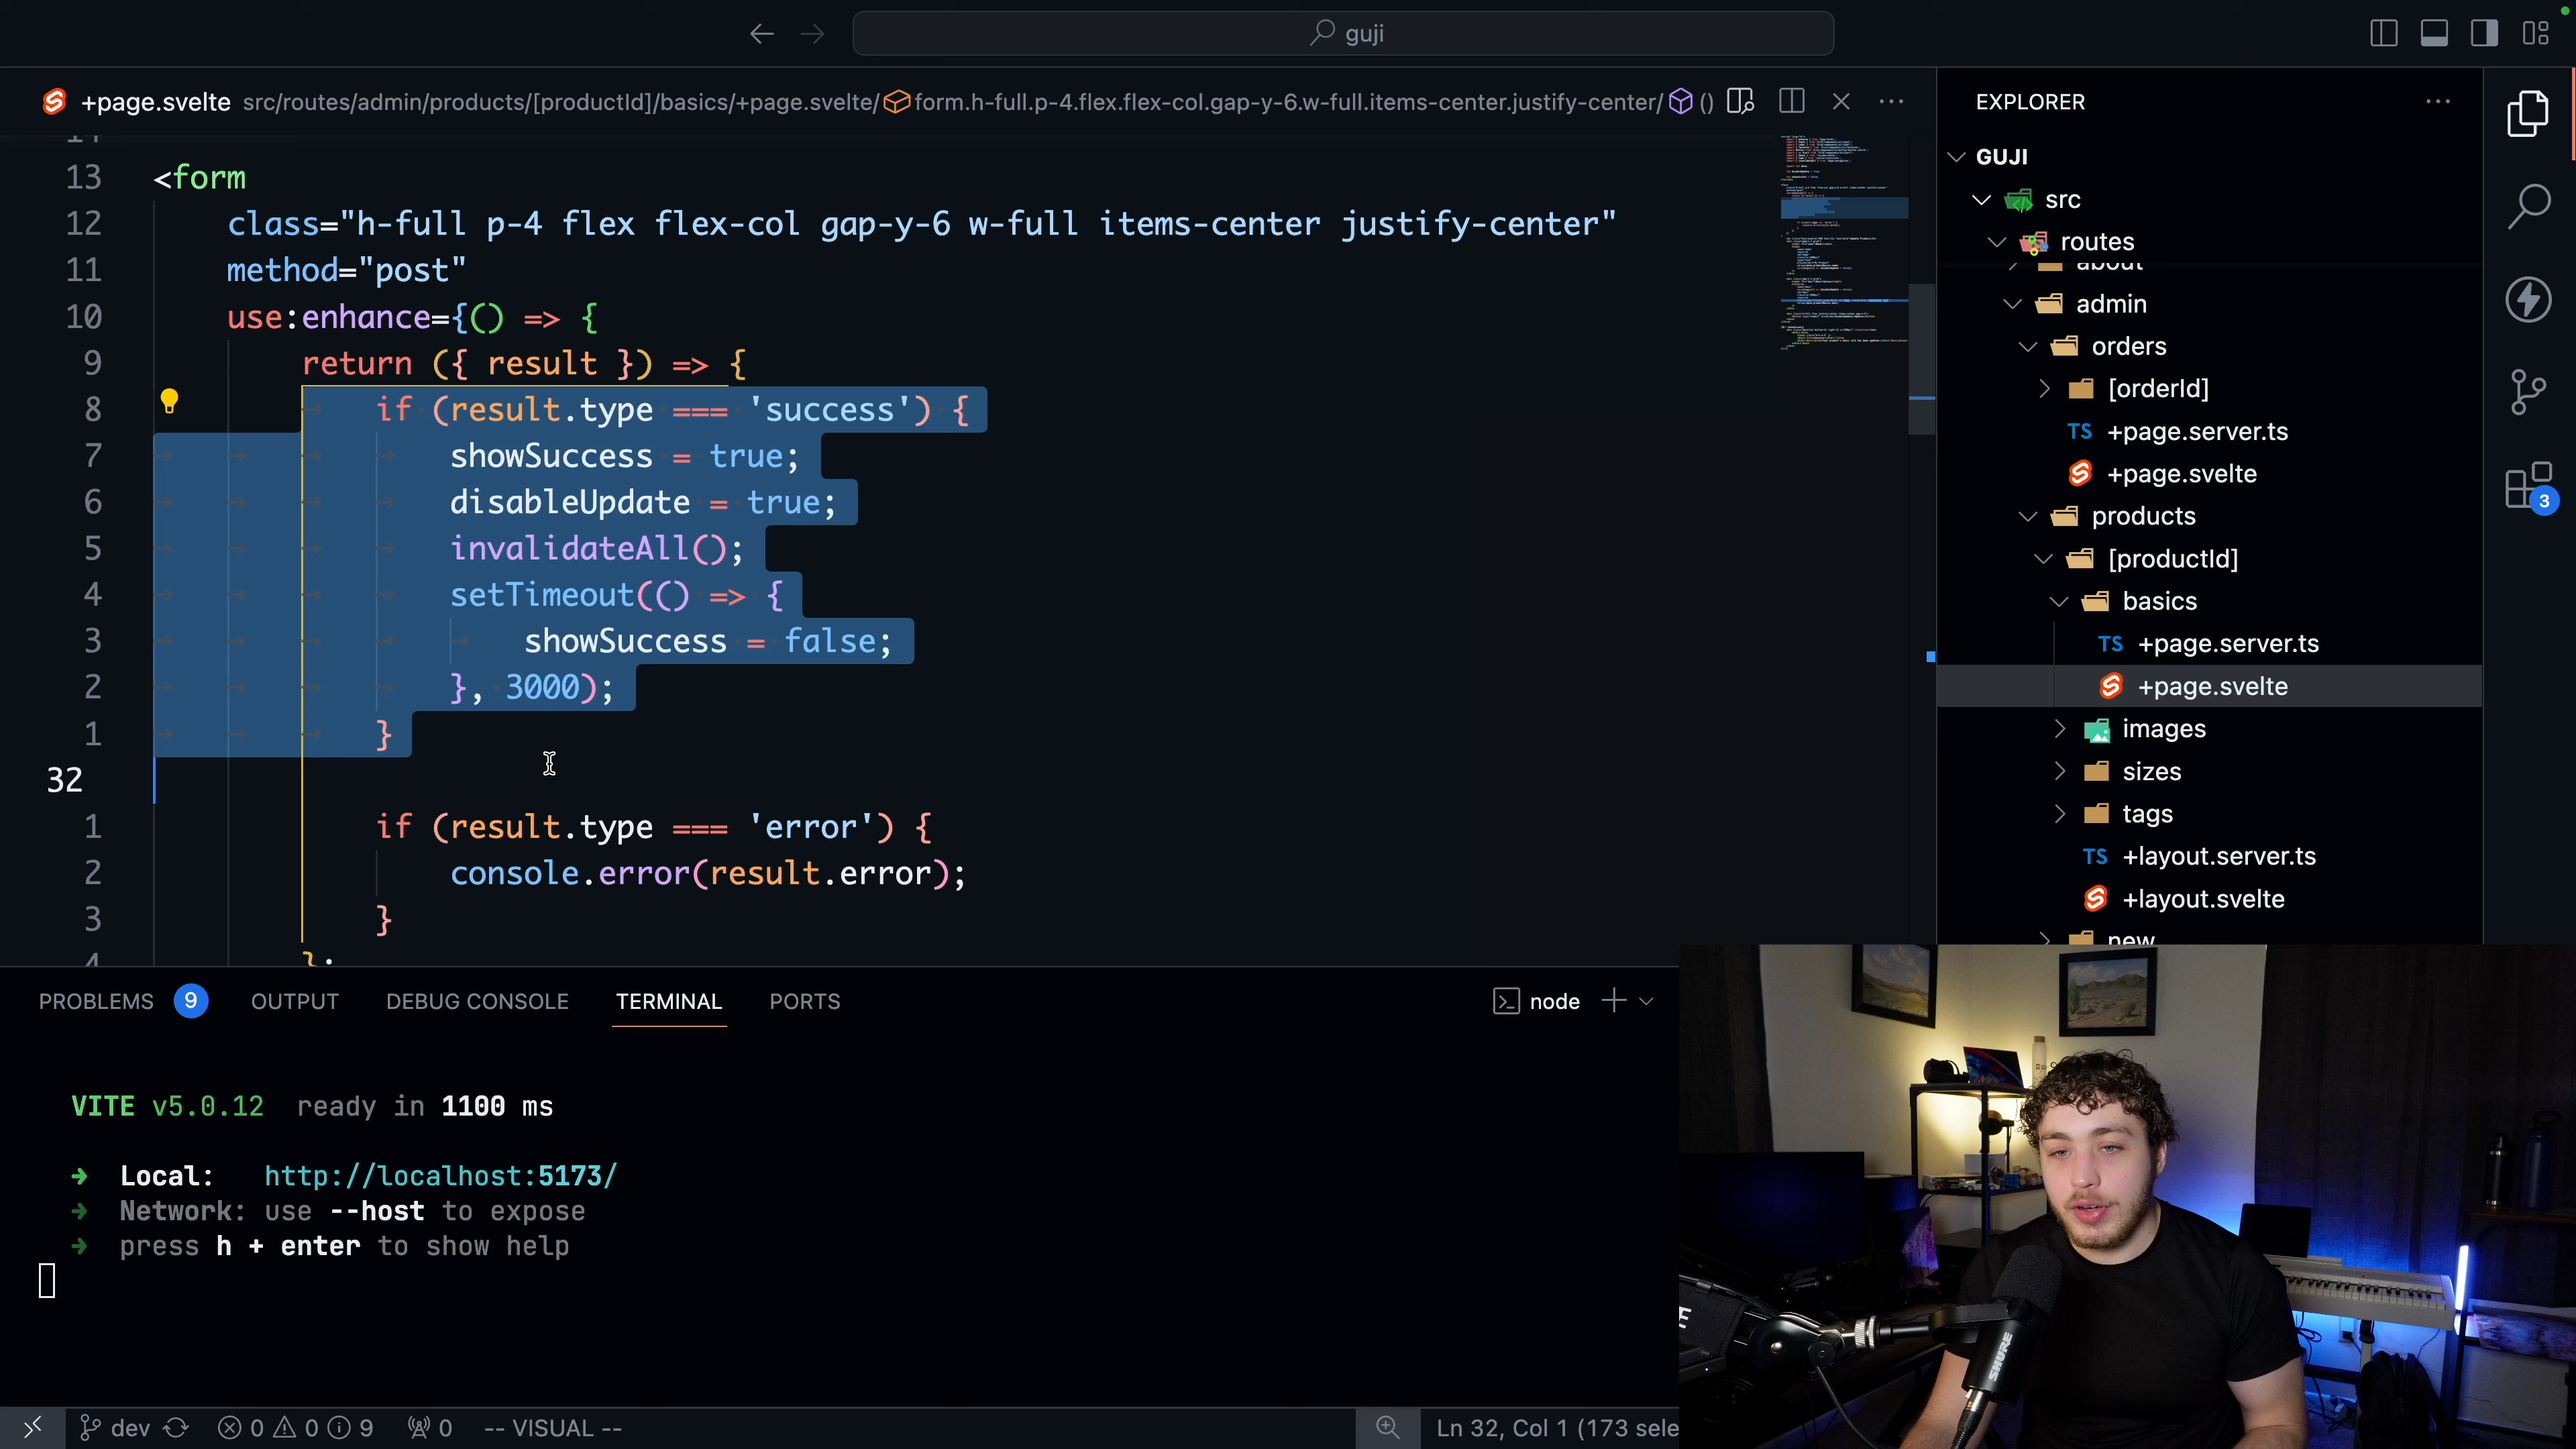 guji
+page.svelte src/routes/admin/products/[productId]/basics/+page.svelte/ form.h-full.p-4.flex.flex-col.gap-y-6.w-full.items-center.justify-center/ ()
14
13 <form
12 class="h-full p-4 flex flex-col gap-y-6 w-full items-center justify-center"
11 method="post"
10 use:enhance={() => {
9 return ({ result }) => {
8 if (result.type === 'success') {
7 showSuccess = true;
6 disableUpdate = true;
5 invalidateAll();
4 setTimeout(() => {
3 showSuccess = false;
2 }, 3000);
1 }
32
1 if (result.type === 'error') {
2 console.error(result.error);
3 }
4 };
EXPLORER
GUJI
src
routes
about
admin
orders
[orderId]
TS +page.server.ts
+page.svelte
products
[productId]
basics
TS +page.server.ts
+page.svelte
images
sizes
tags
TS +layout.server.ts
+layout.svelte
new
3
PROBLEMS 9 OUTPUT DEBUG CONSOLE TERMINAL PORTS
node
VITE v5.0.12 ready in 1100 ms
➜ Local: http://localhost:5173/
➜ Network: use --host to expose
➜ press h + enter to show help
SHURE
dev 0 0 9 0 -- VISUAL -- Ln 32, Col 1 (173 sele